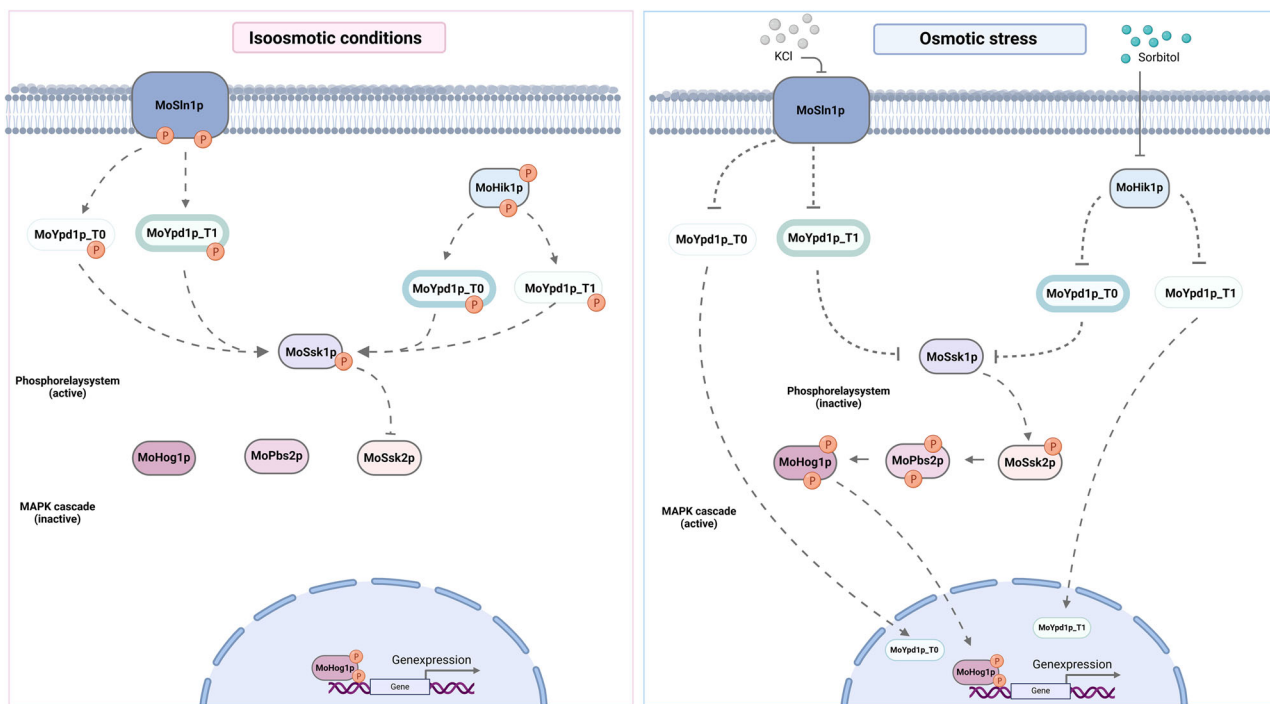 Isoosmotic conditions
MoSln1p
P
P
MoHik1p
P
P
MoYpd1p_T0
P
MoYpd1p_T1
P
MoYpd1p_T0
P
MoYpd1p_T1
P
MoSsk1p
P
Phosphorelaysystem
(active)
MoHog1p
MoPbs2p
MoSsk2p
MAPK cascade
(inactive)
MoHog1p
P
P
Genexpression
Gene
Osmotic stress
KCl
Sorbitol
MoSln1p
MoHik1p
MoYpd1p_T0
MoYpd1p_T1
MoYpd1p_T0
MoYpd1p_T1
MoSsk1p
Phosphorelaysystem
(inactive)
MoHog1p
P
P
MoPbs2p
P
P
MoSsk2p
P
MAPK cascade
(active)
MoYpd1p_T1
MoYpd1p_T0
MoHog1p
P
P
Genexpression
Gene